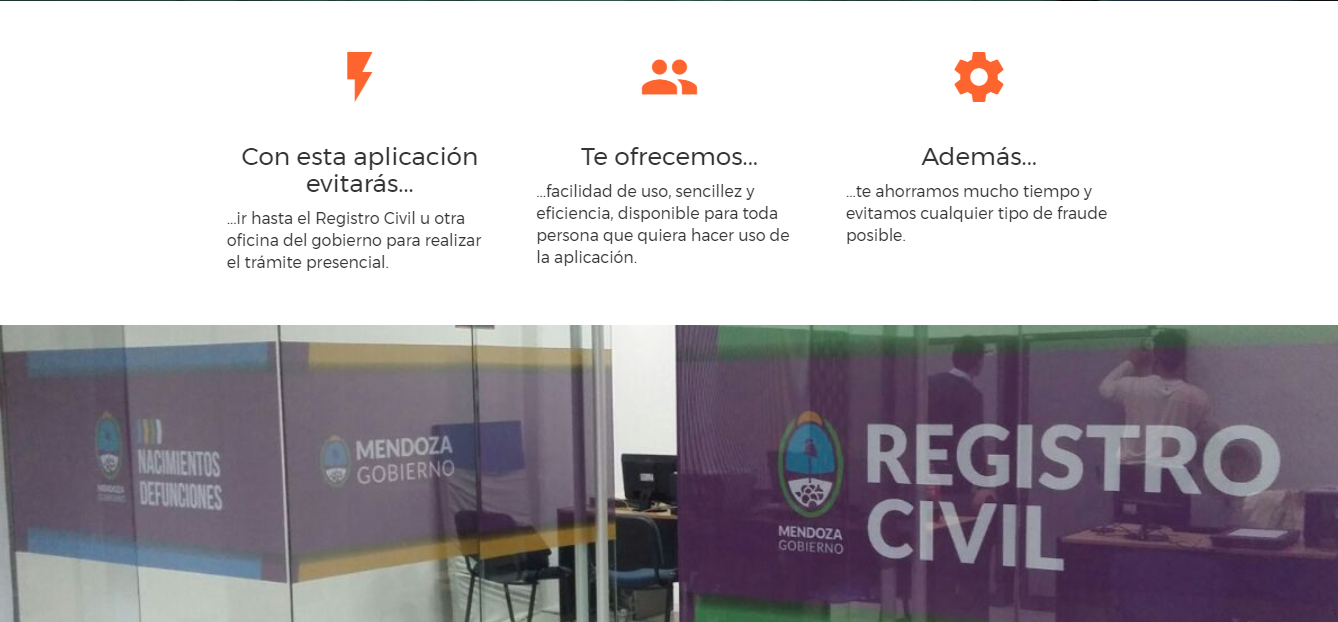 Con esta aplicación
evitarás...
...ir hasta el Registro Civil u otra
oficina del gobierno para realizar
el trámite presencial.
Te ofrecemos...
...facilidad de uso, sencillez y
eficiencia, disponible para toda
persona que quiera hacer uso de
la aplicación.
Además...
...te ahorramos mucho tiempo y
evitamos cualquier tipo de fraude
posible.
MENDOZA
GOBIERNO
NACIMIENTOS
DEFUNCIONES
MENDOZA
GOBIERNO
MENDOZA
GOBIERNO
REGISTRO
CIVIL